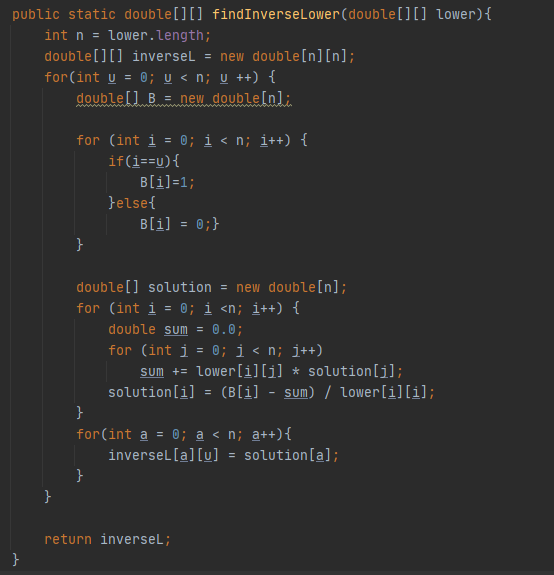 public static double[][] findInverseLower(double[][] lower){
    int n = lower.length;
    double[][] inverseL = new double[n][n];
    for(int u = 0; u < n; u ++) {
        double[] B = new double[n];

        for (int i = 0; i < n; i++) {
            if(i==u){
                B[i]=1;
            }else{
                B[i] = 0;}
        }

        double[] solution = new double[n];
        for (int i = 0; i <n; i++) {
            double sum = 0.0;
            for (int j = 0; j < n; j++)
                sum += lower[i][j] * solution[j];
            solution[i] = (B[i] - sum) / lower[i][i];
        }
        for(int a = 0; a < n; a++){
            inverseL[a][u] = solution[a];
        }
    }

    return inverseL;
}